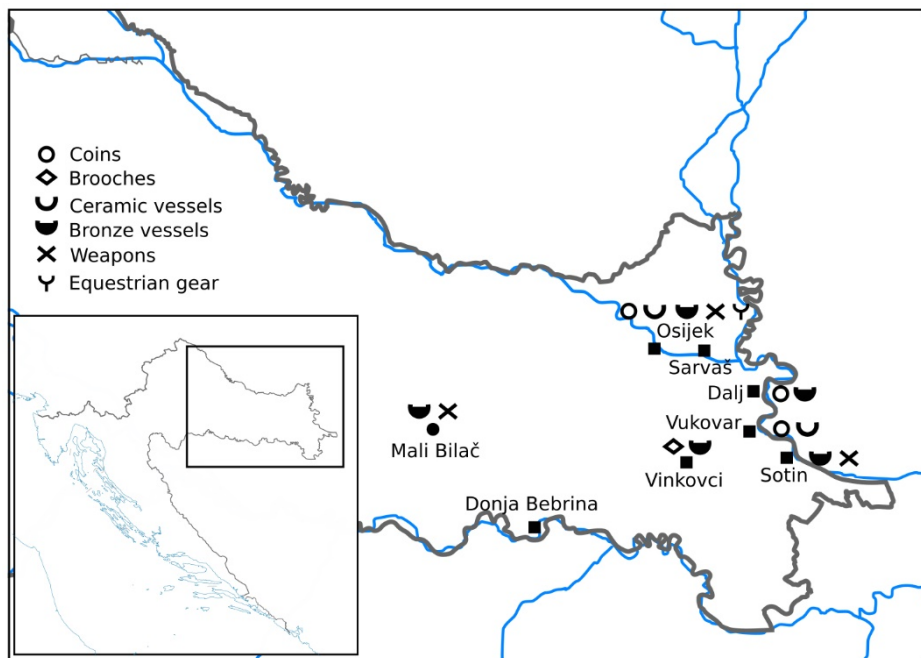 Coins
Brooches
Ceramic vessels
Bronze vessels
Weapons
Equestrian gear
Osijek
Sarvaš
Dalj
Vukovar
Mali Bilač
Vinkovci
Sotin
Donja Bebrina